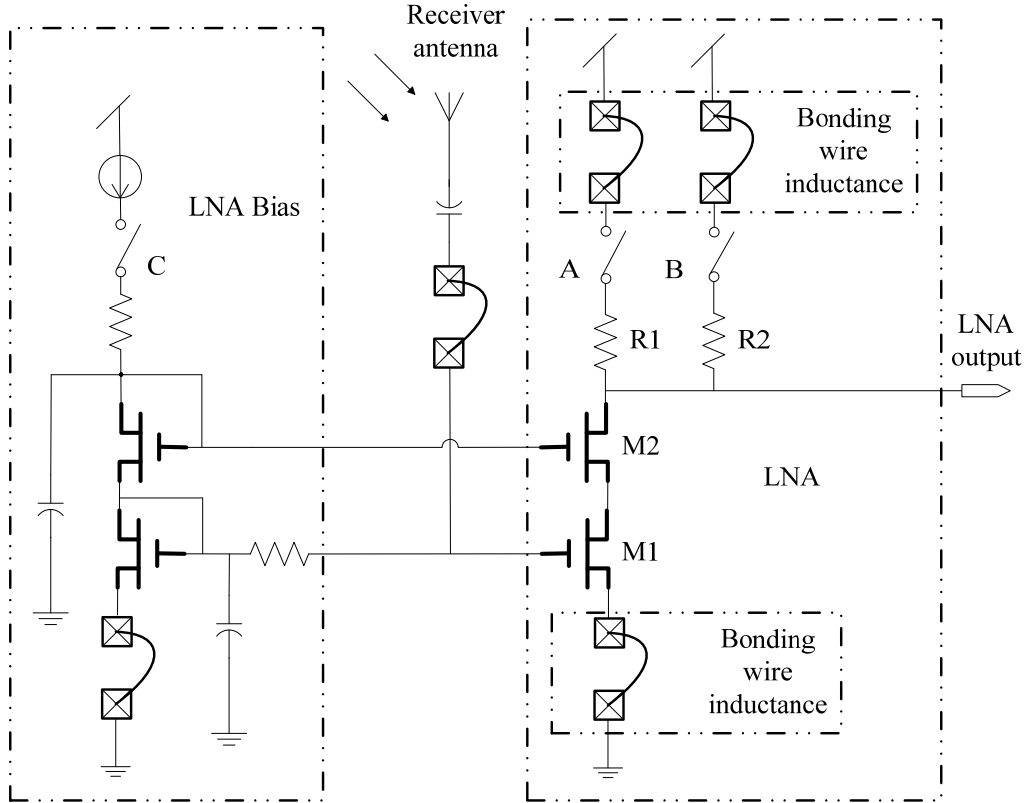 Receiver
antenna
Bonding
wire
inductance
LNA Bias
C
A
B
R1
R2
LNA
output
M2
LNA
M1
Bonding
wire
inductance